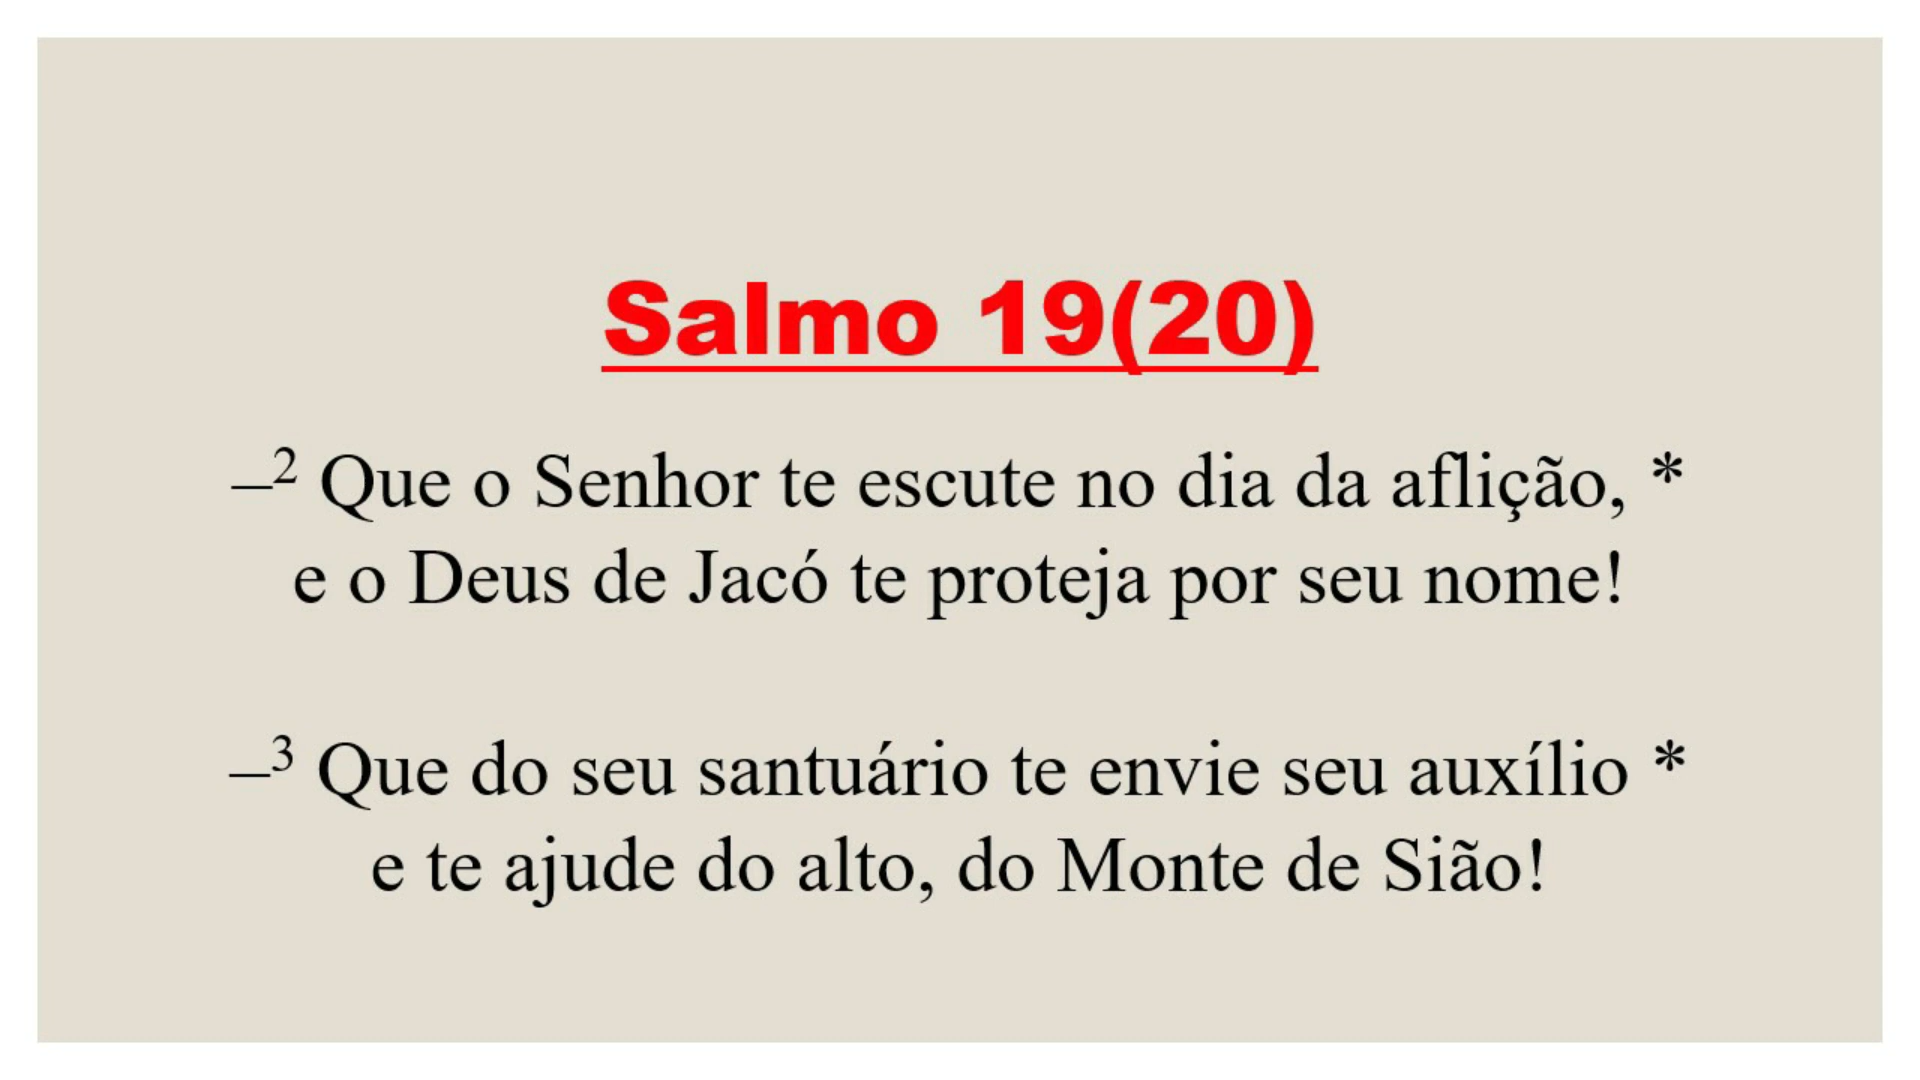 Salmo 19(20)
–² Que o Senhor te escute no dia da aflição, *
e o Deus de Jacó te proteja por seu nome!
–³ Que do seu santuário te envie seu auxílio *
e te ajude do alto, do Monte de Sião!